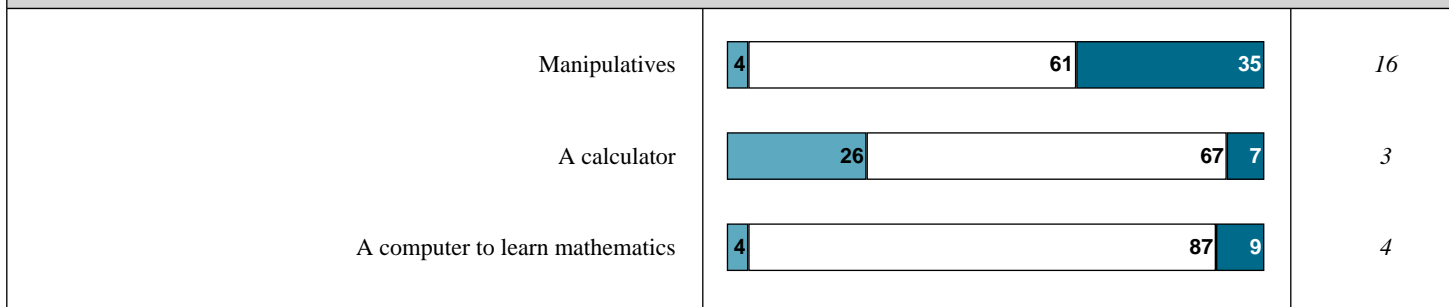 Manipulatives 4 61 35 16
A calculator 26 67 7 3
A computer to learn mathematics 4 87 9 4